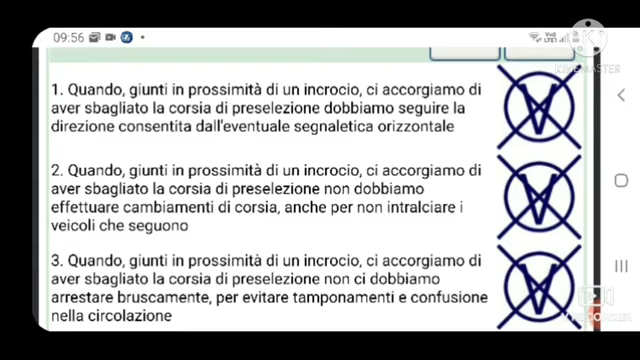 09:56
KINEMASTER
1. Quando, giunti in prossimità di un incrocio, ci accorgiamo di
aver sbagliato la corsia di preselezione dobbiamo seguire la
direzione consentita dall'eventuale segnaletica orizzontale
V
2. Quando, giunti in prossimità di un incrocio, ci accorgiamo di
aver sbagliato la corsia di preselezione non dobbiamo
effettuare cambiamenti di corsia, anche per non intralciare i
veicoli che seguono
V
3. Quando, giunti in prossimità di un incrocio, ci accorgiamo di
aver sbagliato la corsia di preselezione non ci dobbiamo
arrestare bruscamente, per evitare tamponamenti e confusione
nella circolazione
V